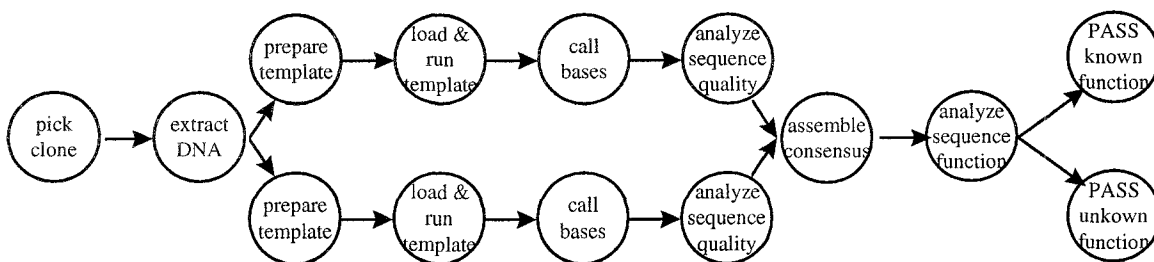 pick
clone
extract
DNA
prepare
template
load &
run
template
call
bases
analyze
sequence
quality
prepare
template
load &
run
template
call
bases
analyze
sequence
quality
assemble
consensus
analyze
sequence
function
PASS
known
function
PASS
unkown
function